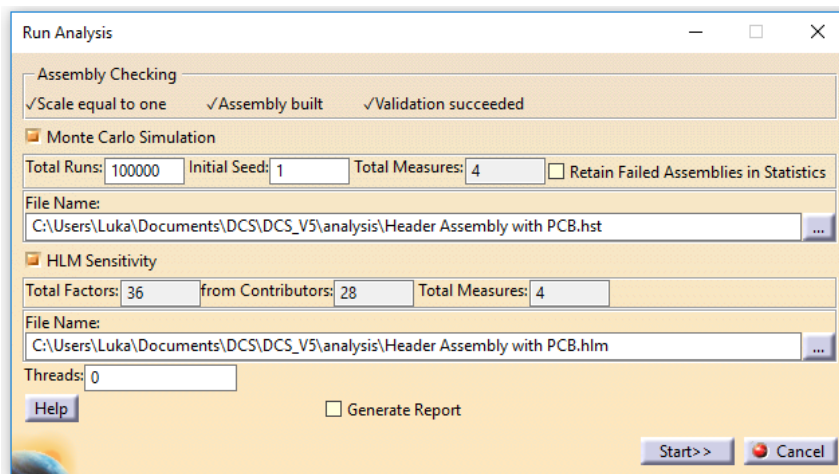 Run Analysis
Assembly Checking
✓Scale equal to one ✓Assembly built ✓Validation succeeded
Monte Carlo Simulation
Total Runs: 100000 Initial Seed: 1 Total Measures: 4 Retain Failed Assemblies in Statistics
File Name:
C:\Users\Luka\Documents\DCS\DCS_V5\analysis\Header Assembly with PCB.hst
...
HLM Sensitivity
Total Factors: 36 from Contributors: 28 Total Measures: 4
File Name:
C:\Users\Luka\Documents\DCS\DCS_V5\analysis\Header Assembly with PCB.hlm
...
Threads: 0
Help Generate Report
Start>> Cancel